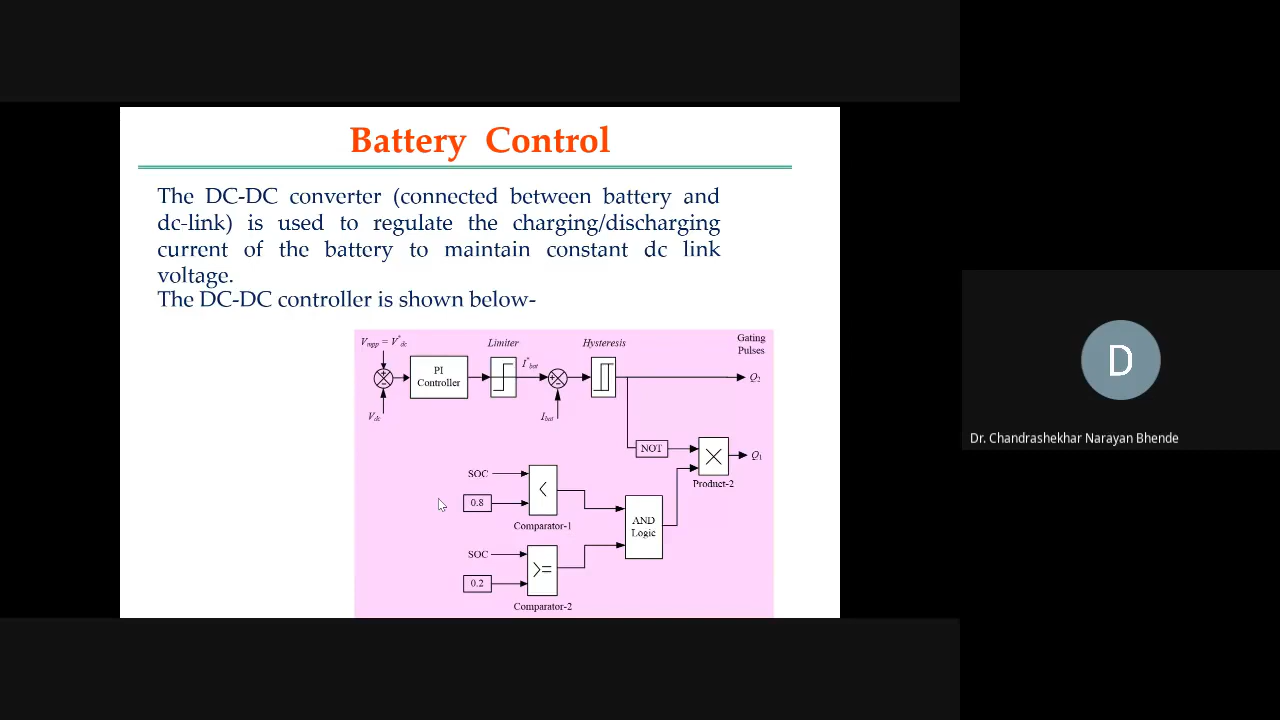 Battery Control
The DC-DC converter (connected between battery and
dc-link) is used to regulate the charging/discharging
current of the battery to maintain constant dc link
voltage.
The DC-DC controller is shown below-
Vmpp = V*dc
Limiter
Hysteresis
Gating
Pulses
PI
Controller
I*bat
Q2
Vdc
Ibat
NOT
Q1
Product-2
SOC
0.8
<
Comparator-1
AND
Logic
SOC
0.2
>=
Comparator-2
D
Dr. Chandrashekhar Narayan Bhende